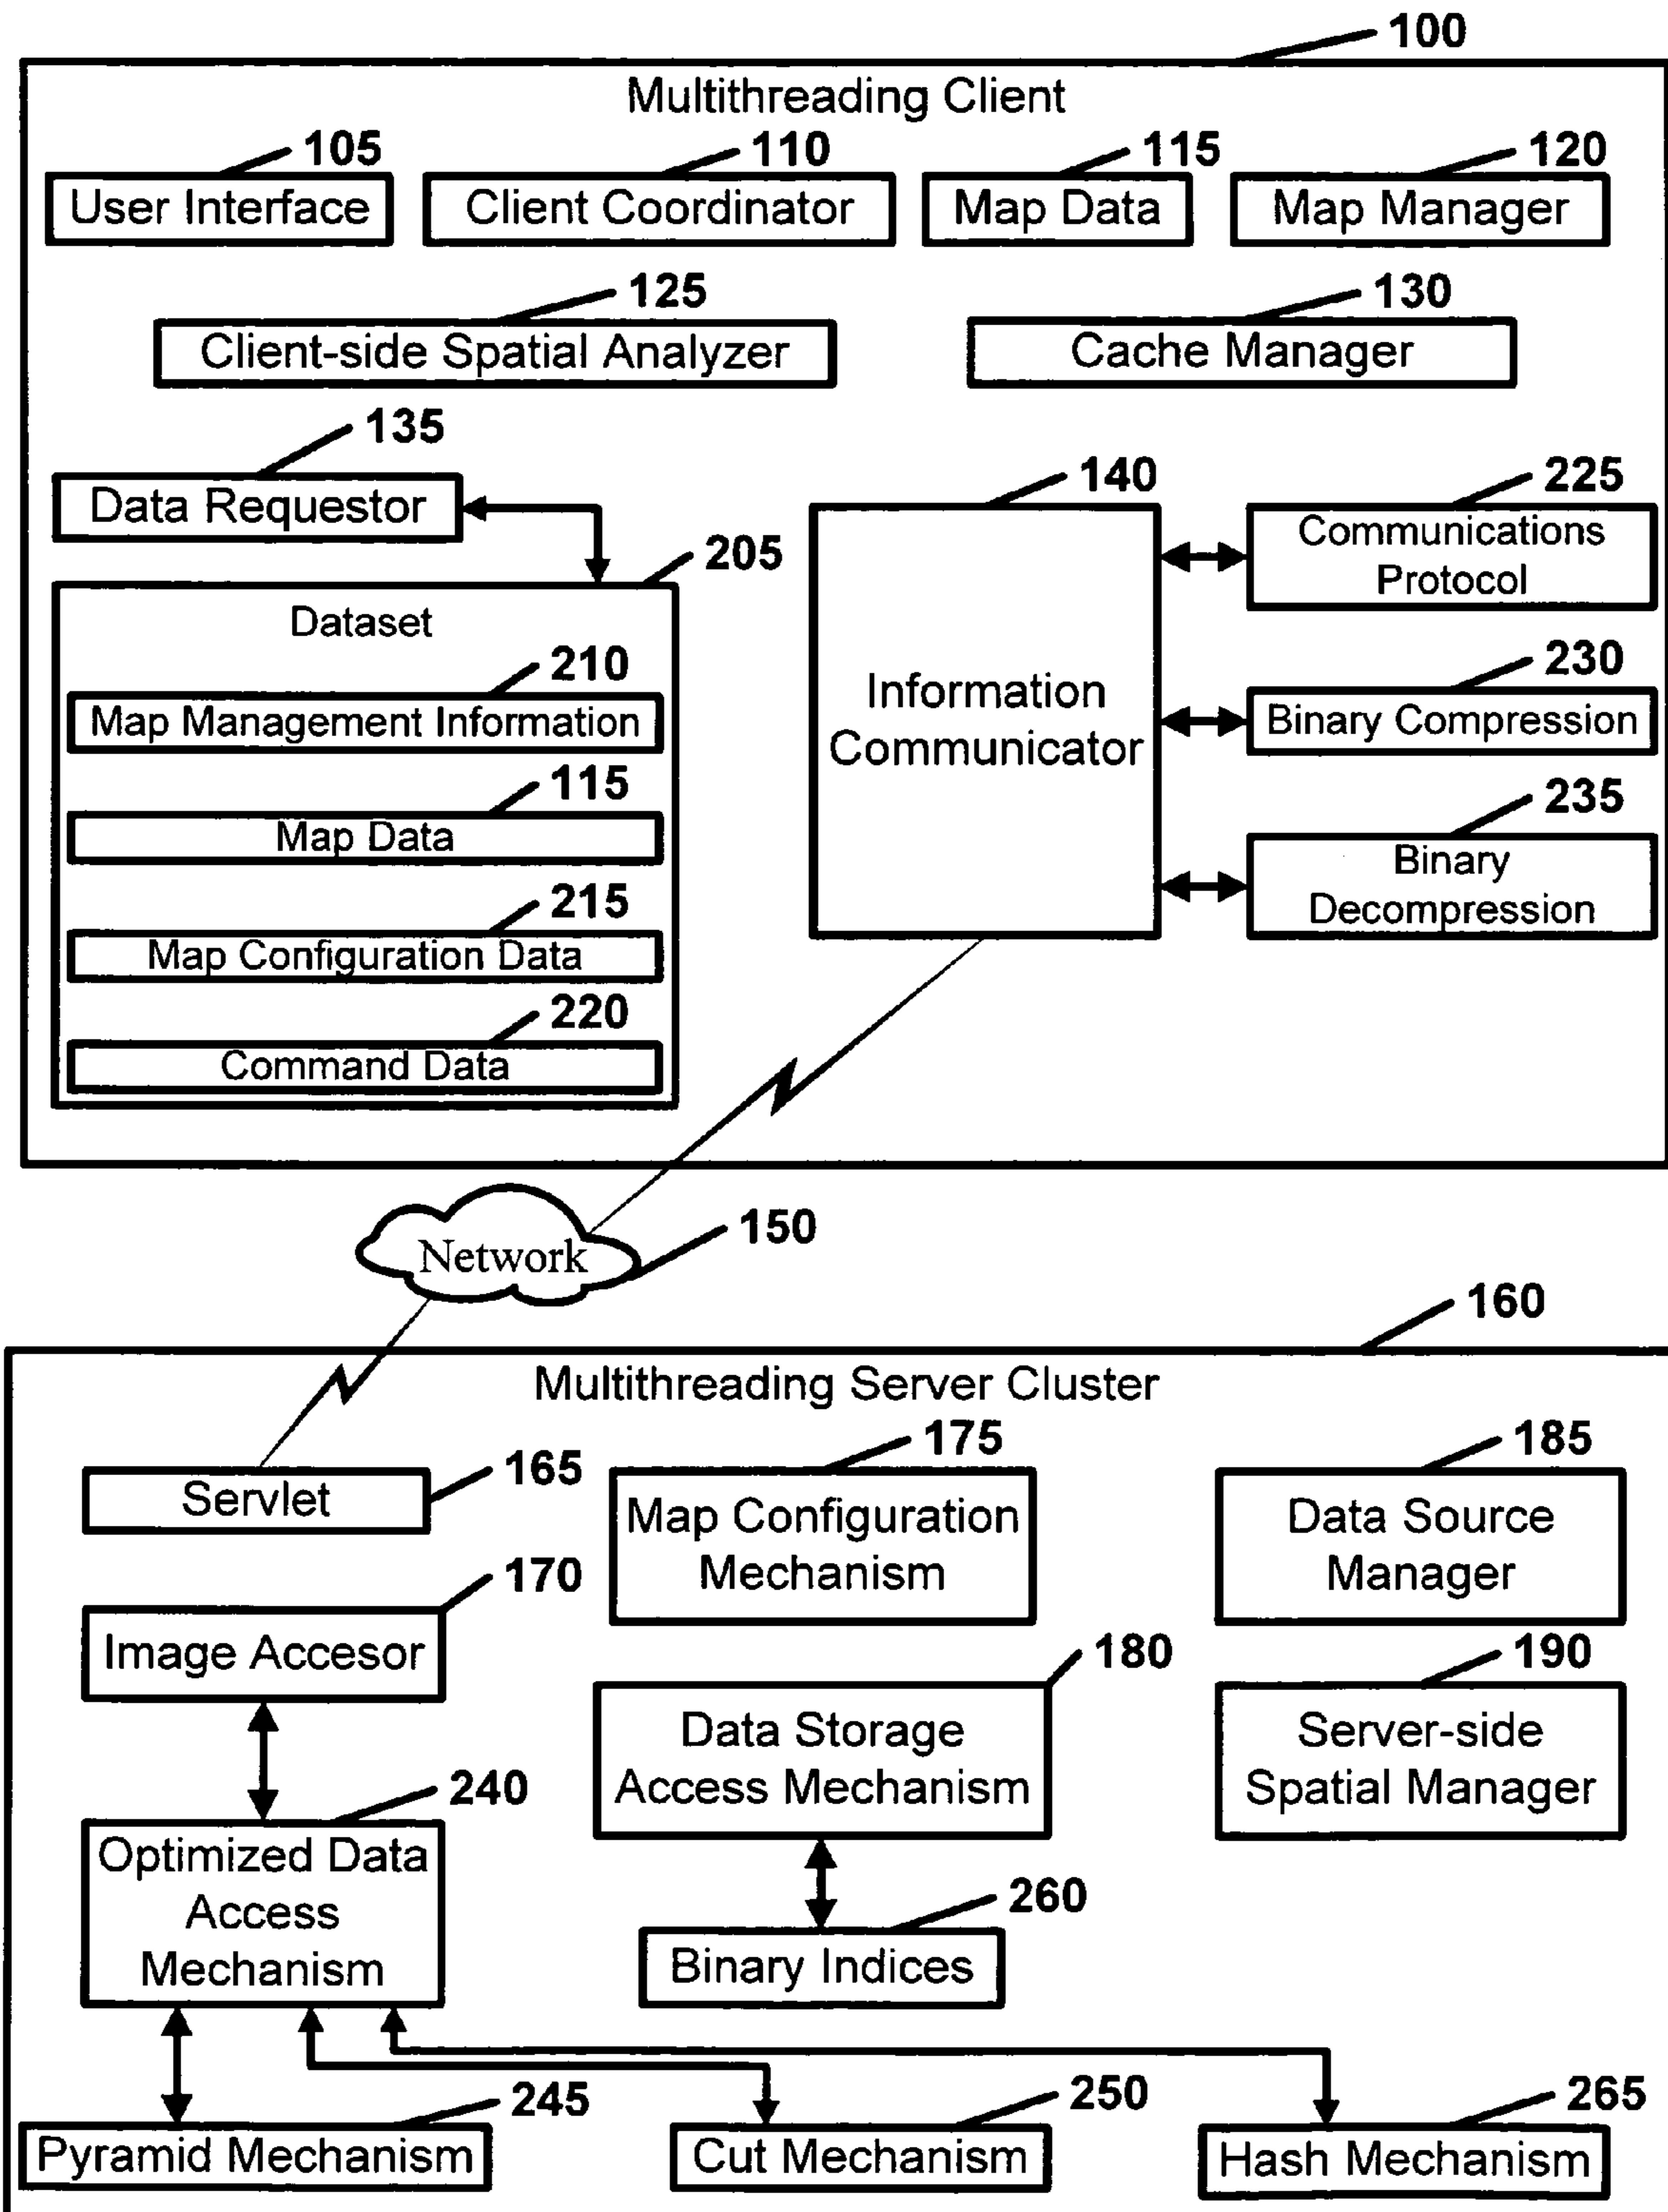 100
Multithreading Client
105
110
115
120
User Interface
Client Coordinator
Map Data
Map Manager
125
130
Client-side Spatial Analyzer
Cache Manager
135
Data Requestor
140
225
Communications
Protocol
205
Dataset
210
Map Management Information
115
Map Data
215
Map Configuration Data
220
Command Data
Information
Communicator
230
Binary Compression
235
Binary
Decompression
Network
150
160
Multithreading Server Cluster
165
Servlet
175
Map Configuration
Mechanism
185
Data Source
Manager
170
Image Accesor
180
Data Storage
Access Mechanism
190
Server-side
Spatial Manager
240
Optimized Data
Access
Mechanism
260
Binary Indices
245
Pyramid Mechanism
250
Cut Mechanism
265
Hash Mechanism